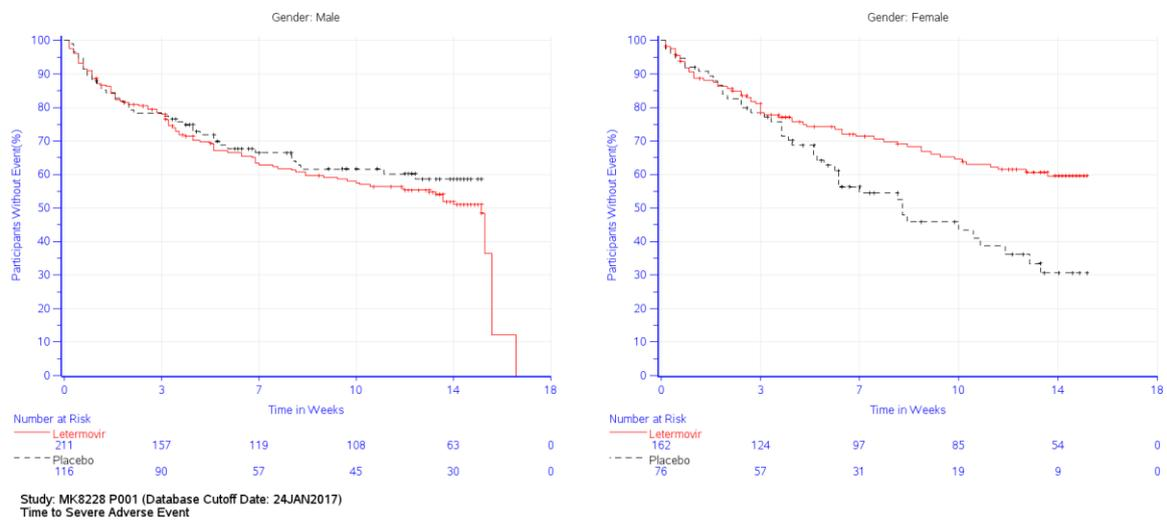 Gender: Male
100
90
80
70
60
50
40
30
20
10
0
Participants Without Event(%)
0 3 7 10 14 18
Time in Weeks
Number at Risk
Letermovir
211 157 119 108 63 0
Placebo
116 90 57 45 30 0
Gender: Female
100
90
80
70
60
50
40
30
20
10
0
Participants Without Event(%)
0 3 7 10 14 18
Time in Weeks
Number at Risk
Letermovir
162 124 97 85 54 0
Placebo
76 57 31 19 9 0
Study: MK8228 P001 (Database Cutoff Date: 24JAN2017)
Time to Severe Adverse Event